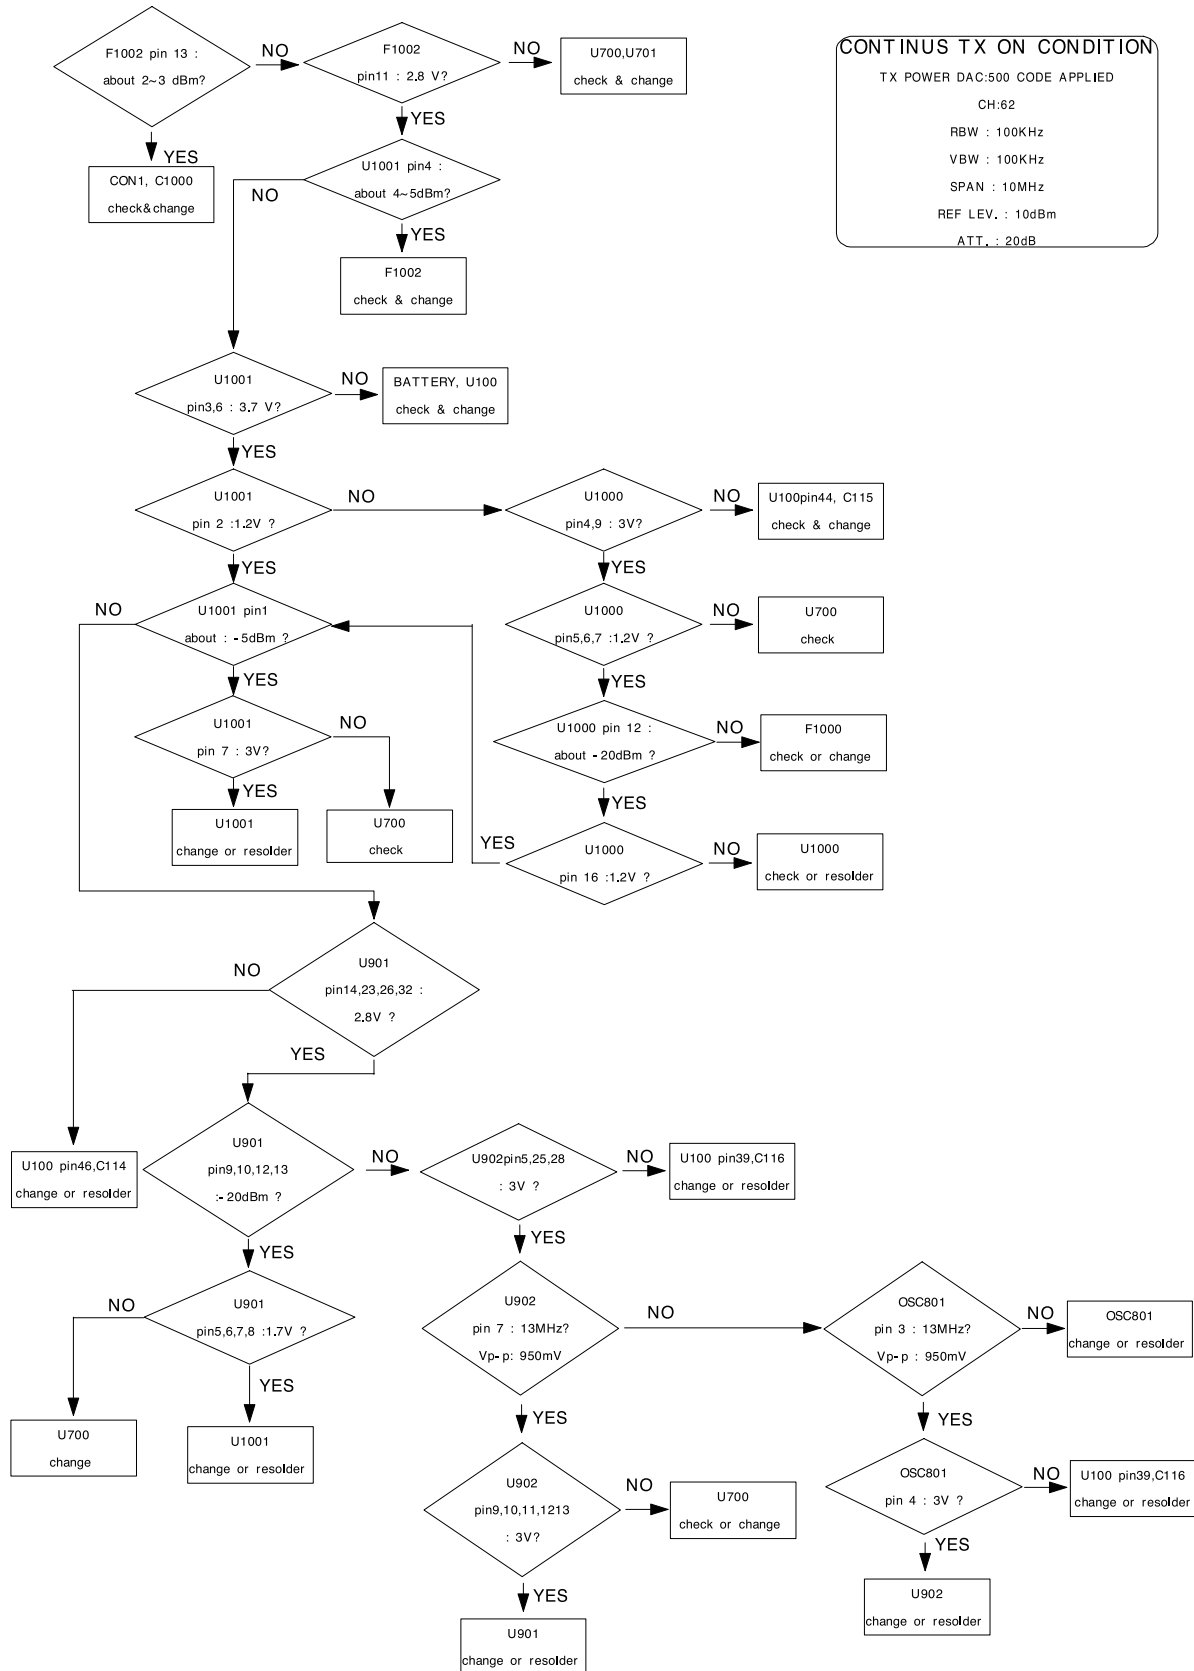 F1002 pin 13 :
about 2~3 dBm?
NO
F1002
pin11 : 2.8 V?
NO
U700,U701
check & change
CONTINUS TX ON CONDITION
TX POWER DAC:500 CODE APPLIED
CH:62
RBW : 100KHz
VBW : 100KHz
SPAN : 10MHz
REF LEV. : 10dBm
ATT. : 20dB
YES
CON1, C1000
check&change
YES
U1001 pin4 :
about 4~5dBm?
NO
YES
F1002
check & change
U1001
pin3,6 : 3.7 V?
NO
BATTERY, U100
check & change
YES
U1001
pin 2 :1.2V ?
NO
U1000
pin4,9 : 3V?
NO
U100pin44, C115
check & change
YES
YES
NO
U1001 pin1
about : -5dBm ?
U1000
pin5,6,7 :1.2V ?
NO
U700
check
YES
YES
U1001
pin 7 : 3V?
NO
U1000 pin 12 :
about -20dBm ?
NO
F1000
check or change
YES
YES
U1001
change or resolder
U700
check
YES
U1000
pin 16 :1.2V ?
NO
U1000
check or resolder
U901
pin14,23,26,32 :
2.8V ?
NO
YES
U100 pin46,C114
change or resolder
U901
pin9,10,12,13
:-20dBm ?
NO
U902pin5,25,28
: 3V ?
NO
U100 pin39,C116
change or resolder
YES
YES
NO
U901
pin5,6,7,8 :1.7V ?
U902
pin 7 : 13MHz?
Vp-p: 950mV
NO
OSC801
pin 3 : 13MHz?
Vp-p : 950mV
NO
OSC801
change or resolder
YES
YES
YES
U700
change
U1001
change or resolder
U902
pin9,10,11,1213
: 3V?
NO
U700
check or change
OSC801
pin 4 : 3V ?
NO
U100 pin39,C116
change or resolder
YES
YES
U901
change or resolder
U902
change or resolder